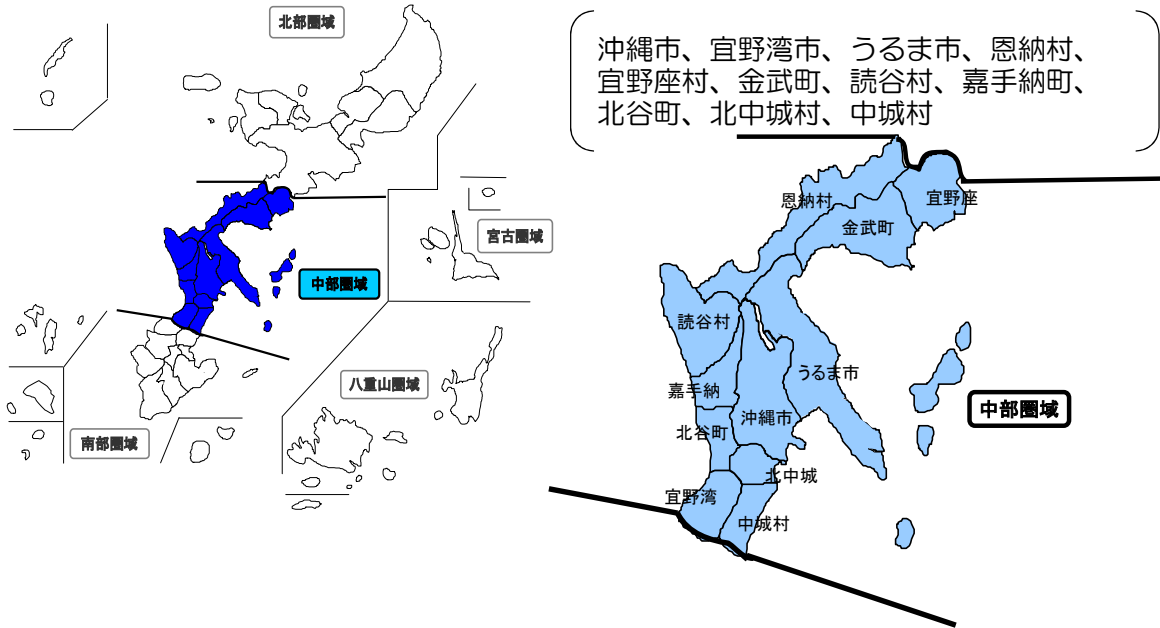 北部圏域
宮古圏域
中部圏域
八重山圏域
南部圏域
沖縄市、宜野湾市、うるま市、恩納村、
宜野座村、金武町、読谷村、嘉手納町、
北谷町、北中城村、中城村
恩納村
宜野座
金武町
読谷村
うるま市
嘉手納
沖縄市
北谷町
北中城
宜野湾
中城村
中部圏域